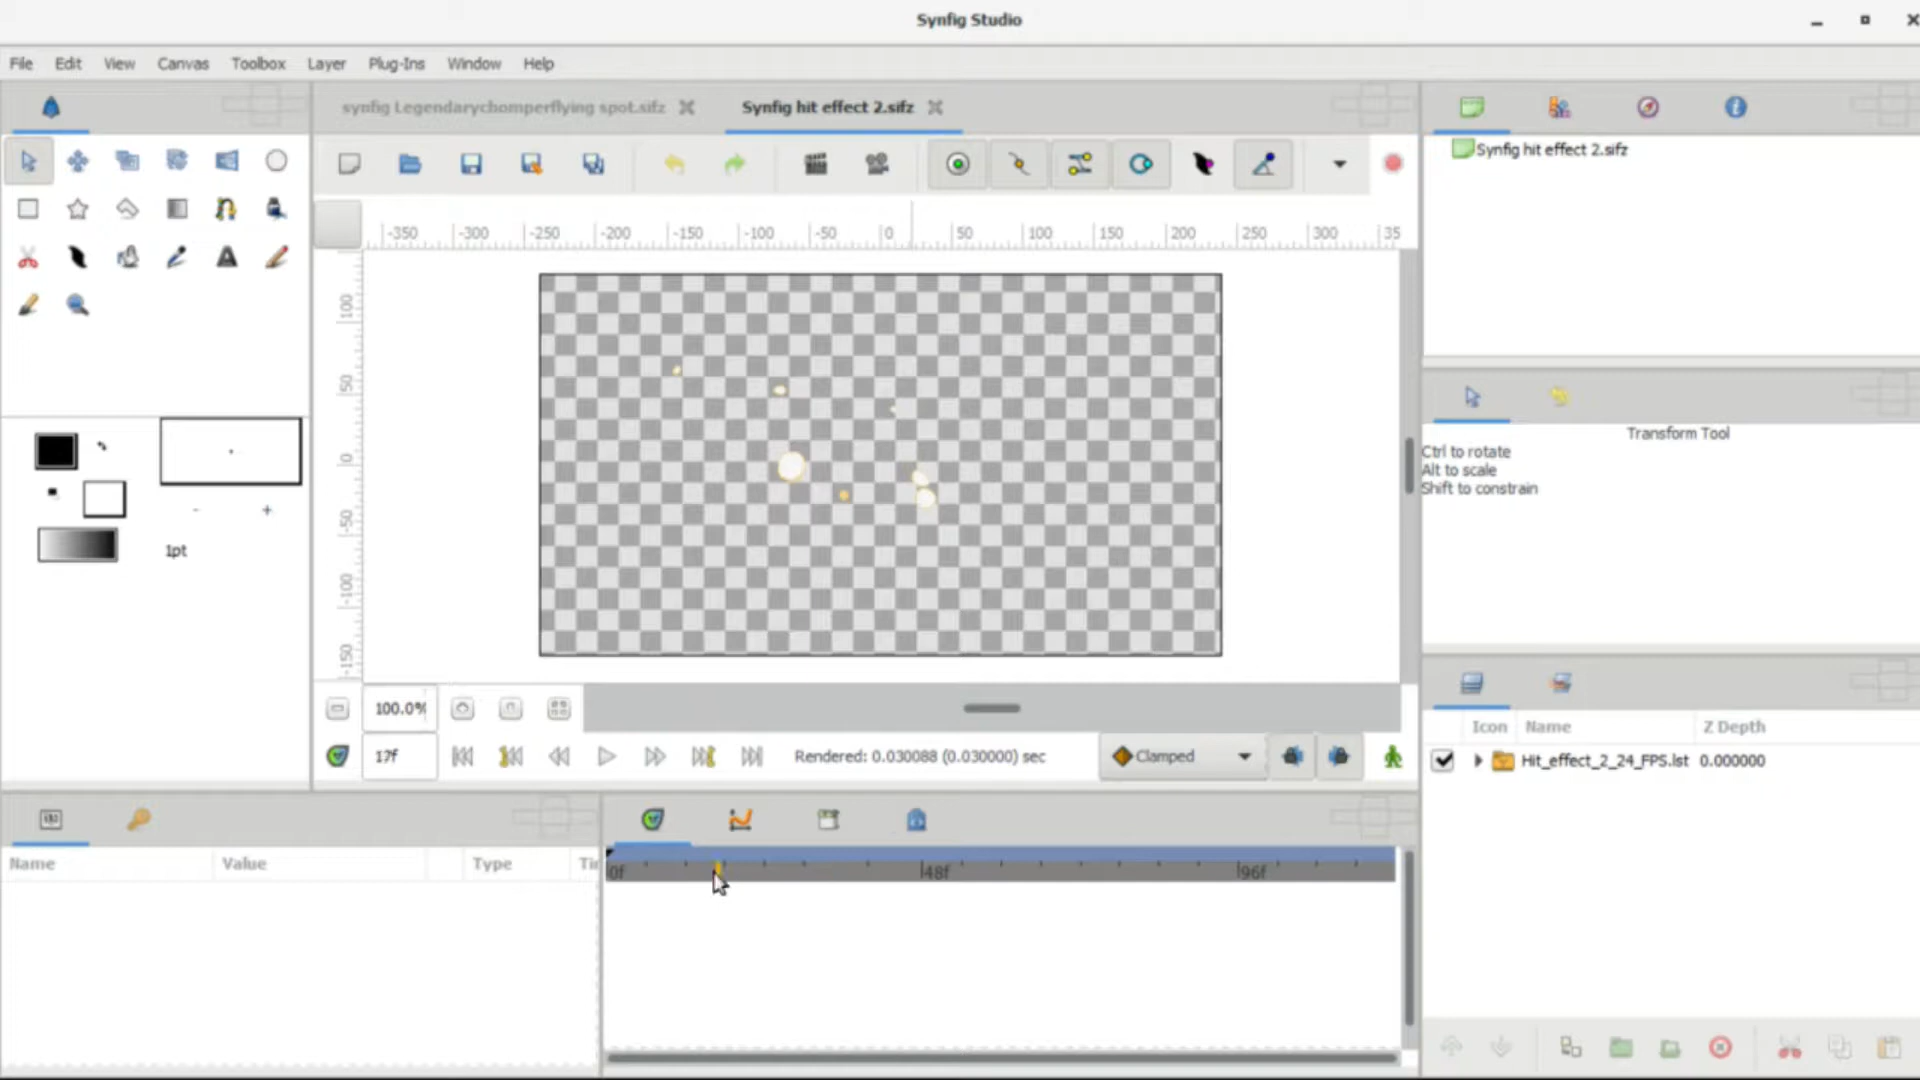 Synfig Studio
File Edit View Canvas Toolbox Layer Plug-Ins Window Help
synfig Legendarychomperflying spot.sifz
Synfig hit effect 2.sifz
Synfig hit effect 2.sifz
-350 -300 -250 -200 -150 -100 -50 0 50 100 150 200 250 300 35
100
50
0
-50
-100
-150
Transform Tool
Ctrl to rotate
Alt to scale
Shift to constrain
- +
1pt
100.0%
17f
Rendered: 0.030088 (0.030000) sec
Clamped
Icon Name Z Depth
Hit_effect_2_24_FPS.lst 0.000000
Name Value Type Ti
0f 48f 96f